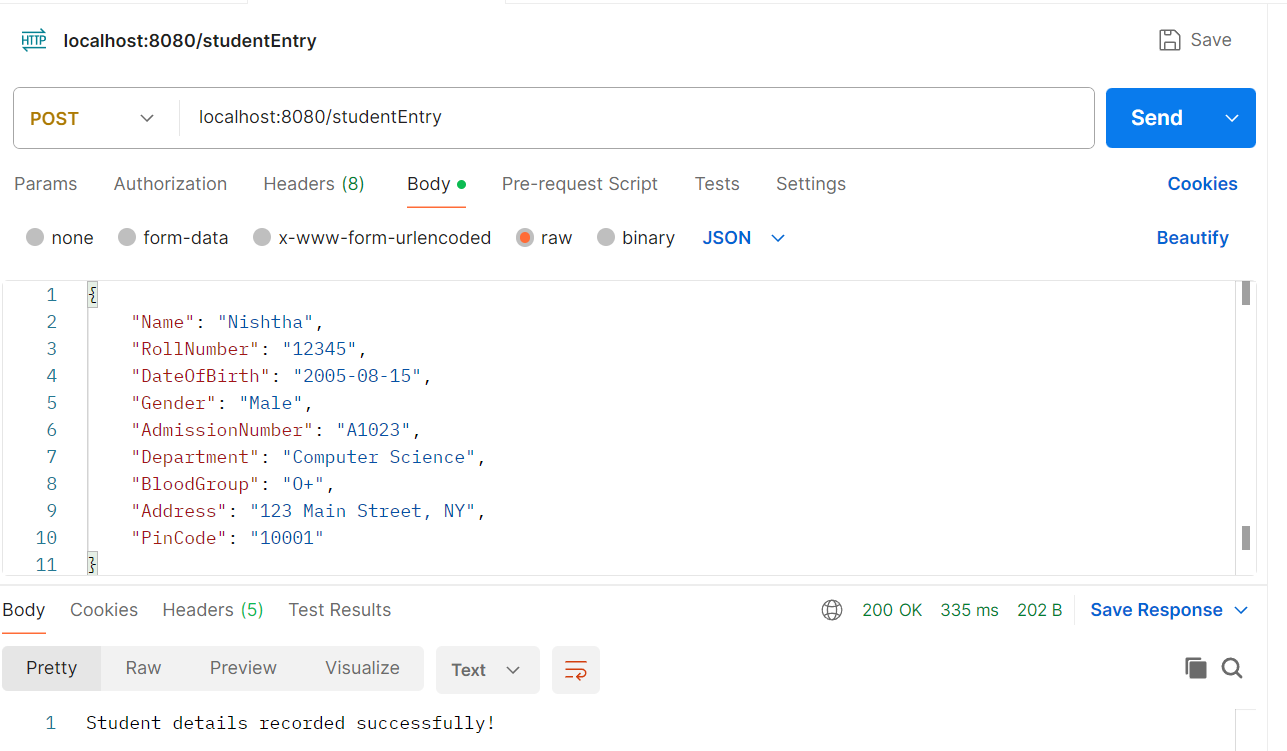 HTTP localhost:8080/studentEntry Save
POST localhost:8080/studentEntry Send
Params Authorization Headers (8) Body Pre-request Script Tests Settings Cookies
none form-data x-www-form-urlencoded raw binary JSON Beautify
1 {
2 "Name": "Nishtha",
3 "RollNumber": "12345",
4 "DateOfBirth": "2005-08-15",
5 "Gender": "Male",
6 "AdmissionNumber": "A1023",
7 "Department": "Computer Science",
8 "BloodGroup": "O+",
9 "Address": "123 Main Street, NY",
10 "PinCode": "10001"
11 }
Body Cookies Headers (5) Test Results 200 OK 335 ms 202 B Save Response
Pretty Raw Preview Visualize Text
1 Student details recorded successfully!